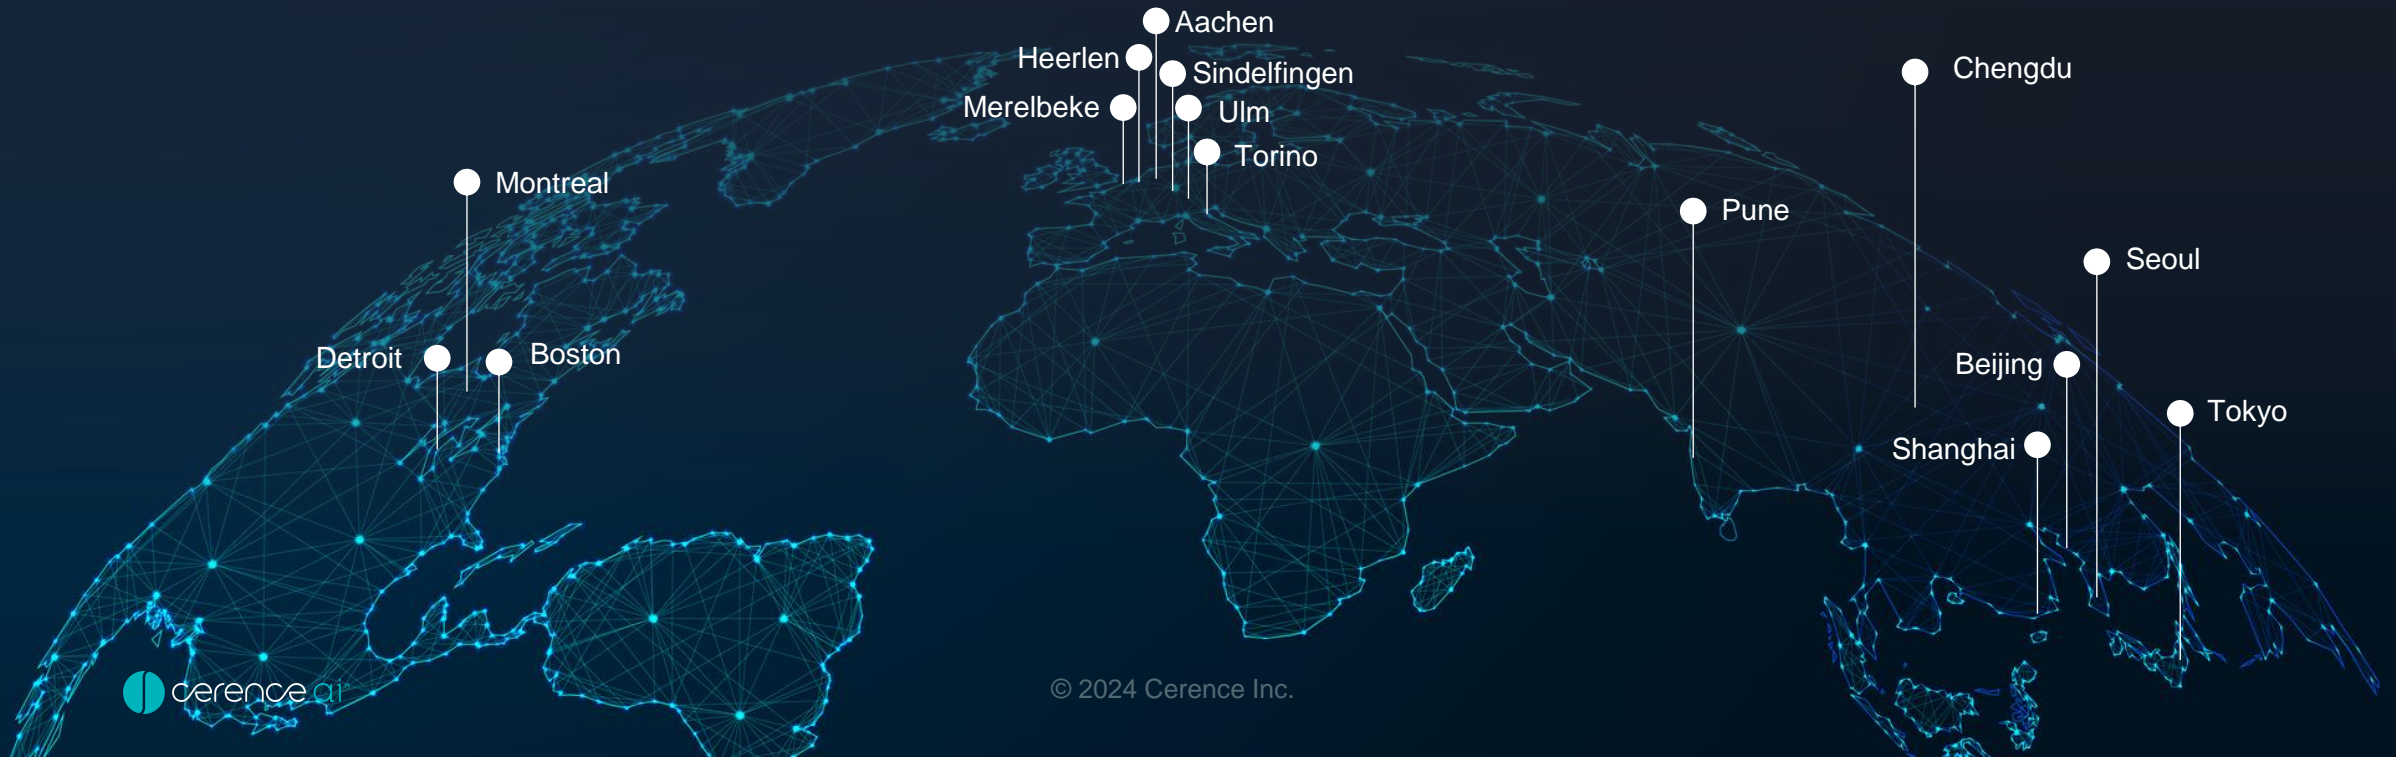 Aachen
Heerlen
Sindelfingen
Merelbeke
Ulm
Torino
Chengdu
Montreal
Pune
Seoul
Detroit
Boston
Beijing
Tokyo
Shanghai
cerence ai
© 2024 Cerence Inc.